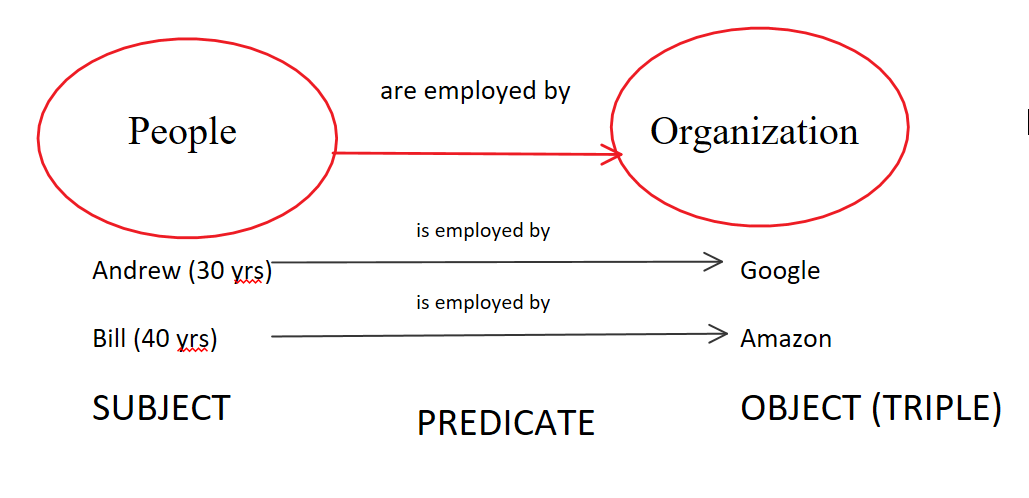 are employed by
People
Organization
is employed by
Andrew (30 yrs)
Google
is employed by
Bill (40 yrs)
Amazon
SUBJECT
PREDICATE
OBJECT (TRIPLE)